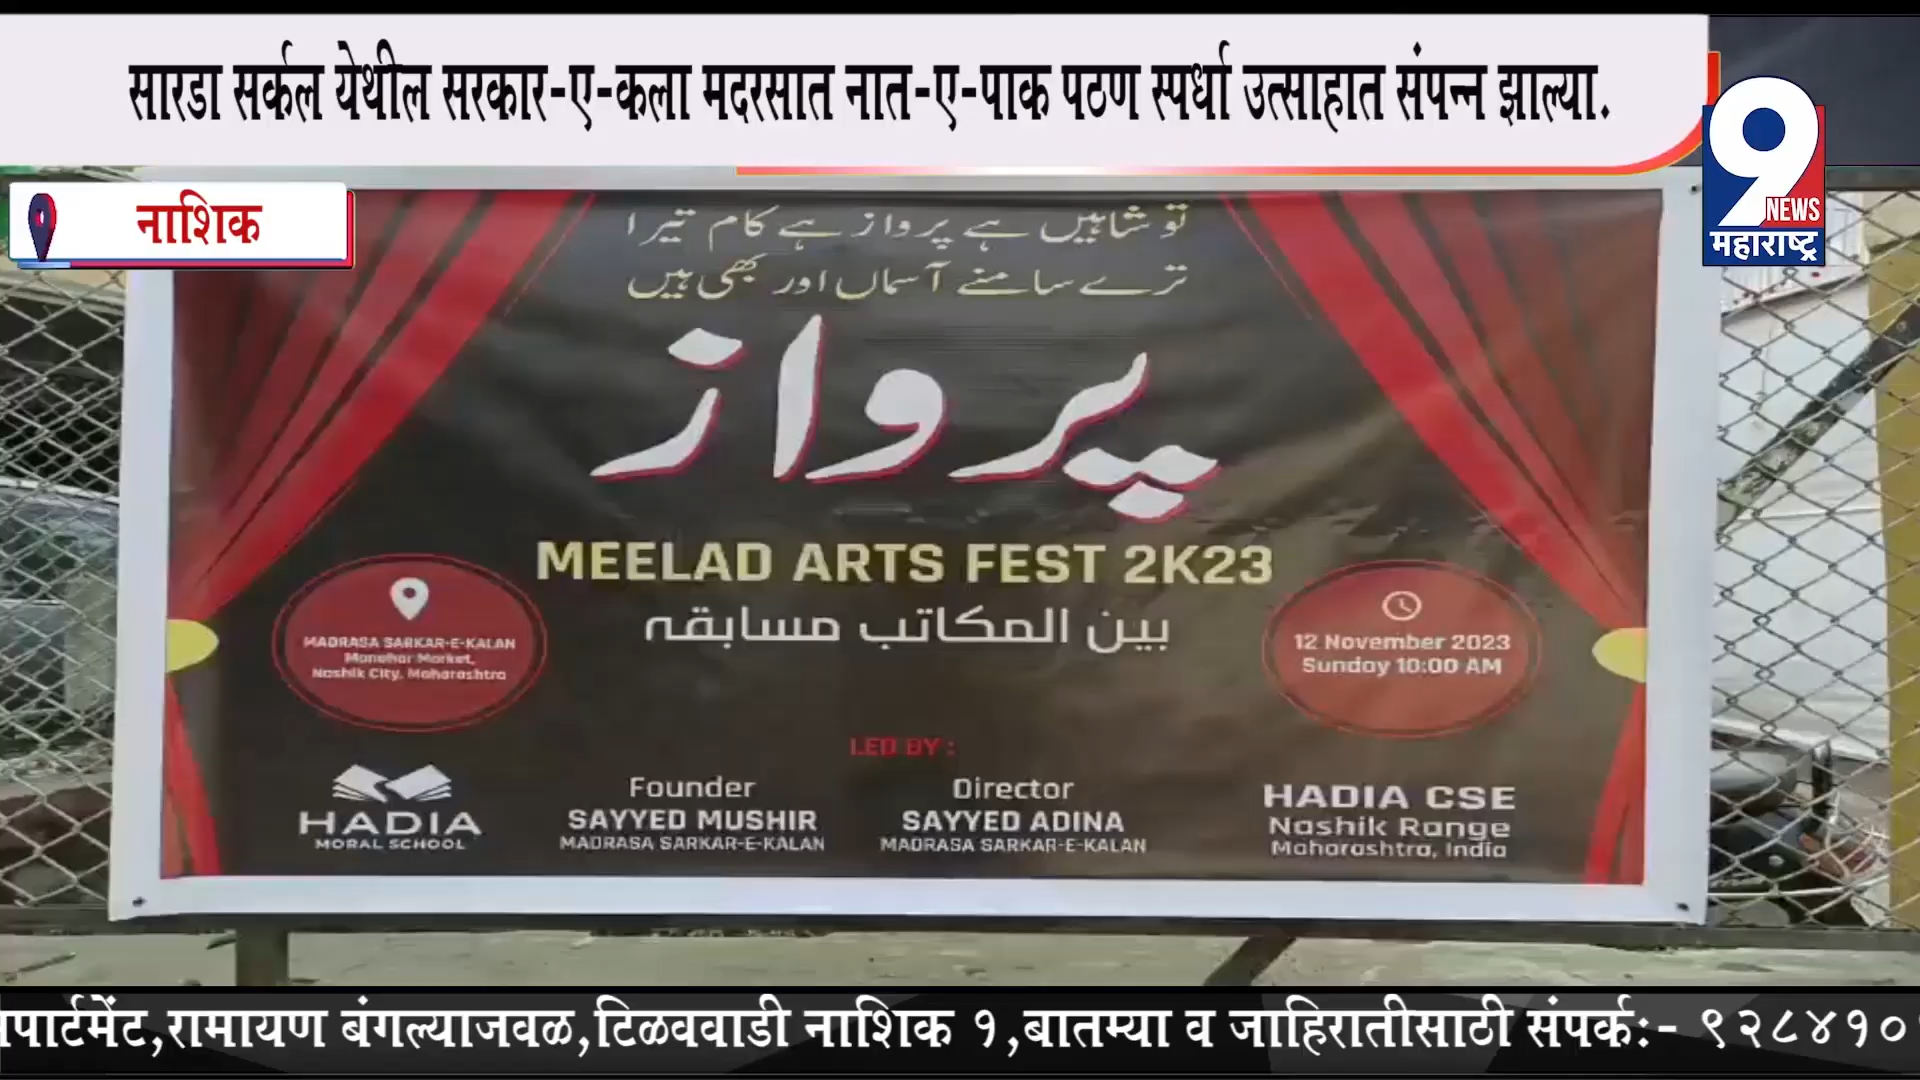 सारडा सर्कल येथील सरकार-ए-कला मदरसात नात-ए-पाक पठण स्पर्धा उत्साहात संपन्न झाल्या.
9
NEWS
महाराष्ट्र
नाशिक
تو شاہیں ہے پرواز ہے کام تیرا
ترے سامنے آسماں اور بھی ہیں
پرواز
MEELAD ARTS FEST 2K23
بين المكاتب مسابقہ
MADRASA SARKAR-E-KALAN
Manohar Market,
Nashik City, Maharashtra
12 November 2023
Sunday 10:00 AM
LED BY :
HADIA
MORAL SCHOOL
Founder
SAYYED MUSHIR
MADRASA SARKAR-E-KALAN
Director
SAYYED ADINA
MADRASA SARKAR-E-KALAN
HADIA CSE
Nashik Range
Maharashtra, India
पार्टमेंट,रामायण बंगल्याजवळ,टिळकवाडी नाशिक १,बातम्या व जाहिरातीसाठी संपर्क:- ९२८४१०